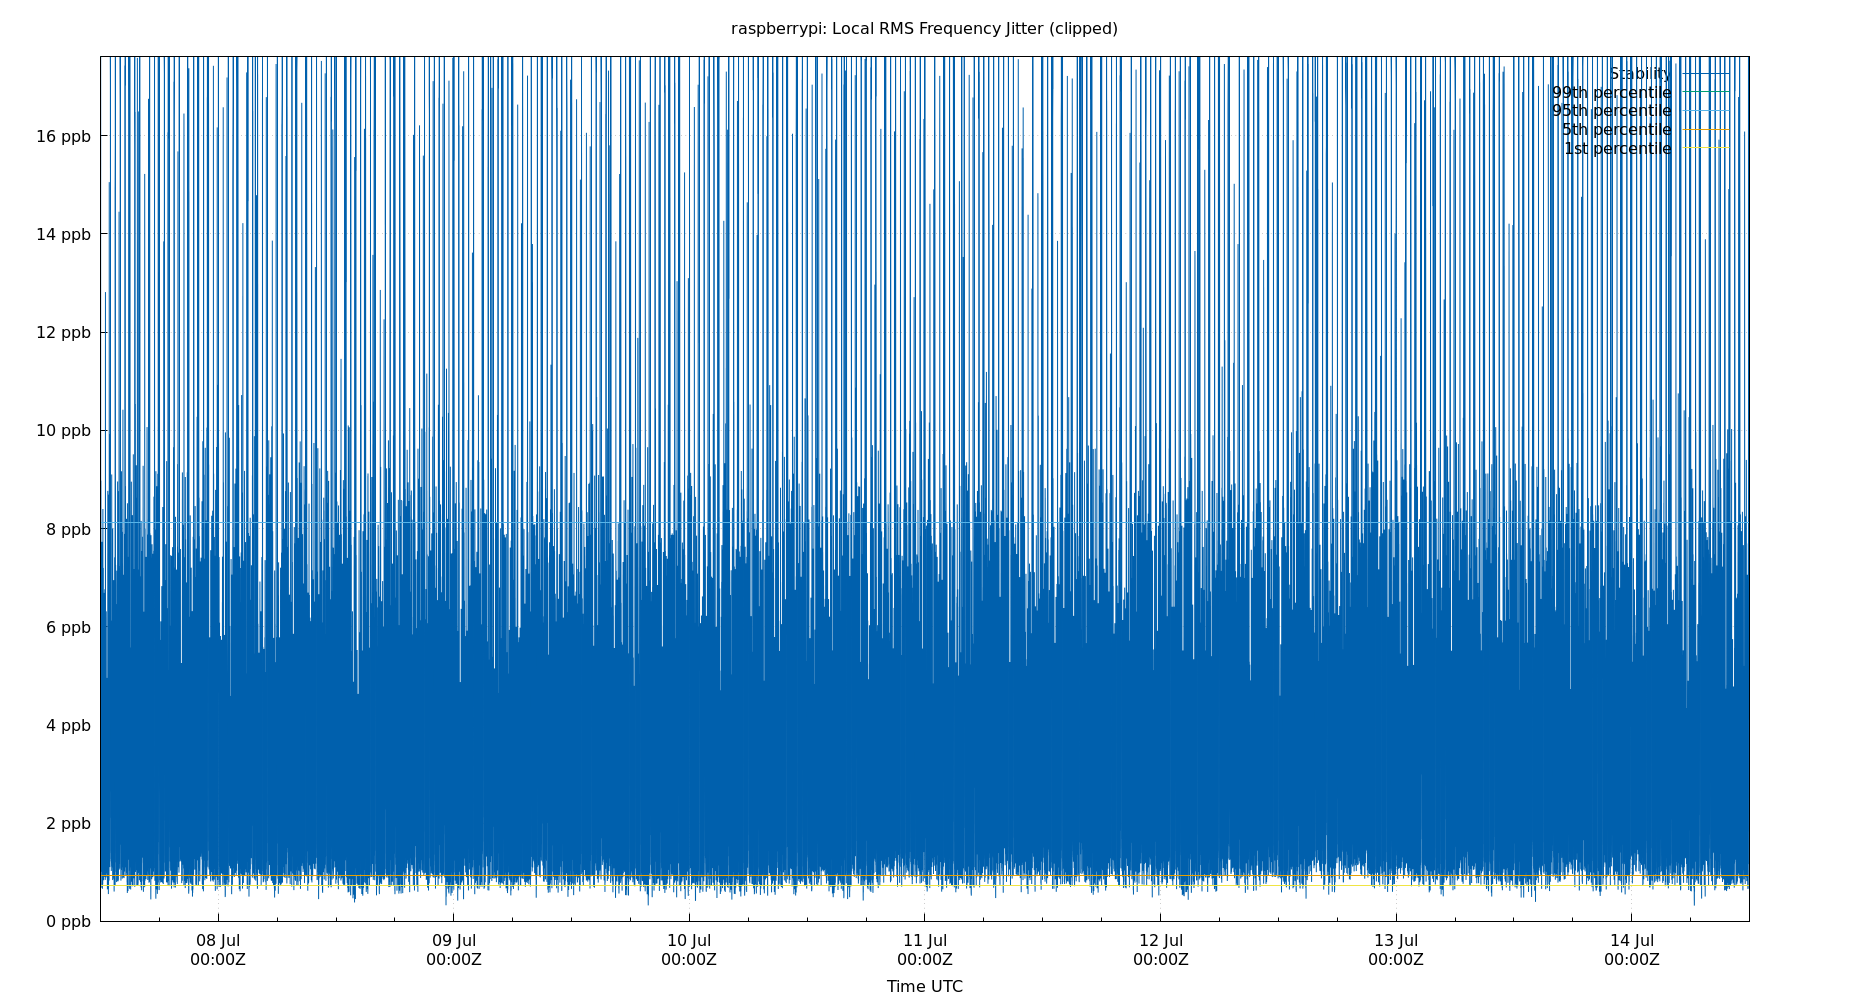 raspberrypi: Local RMS Frequency Jitter (clipped)
Stability
99th percentile
95th percentile
5th percentile
1st percentile
16 ppb
14 ppb
12 ppb
10 ppb
8 ppb
6 ppb
4 ppb
2 ppb
0 ppb
08 Jul 09 Jul 10 Jul 11 Jul 12 Jul 13 Jul 14 Jul
00:00Z 00:00Z 00:00Z 00:00Z 00:00Z 00:00Z 00:00Z
Time UTC